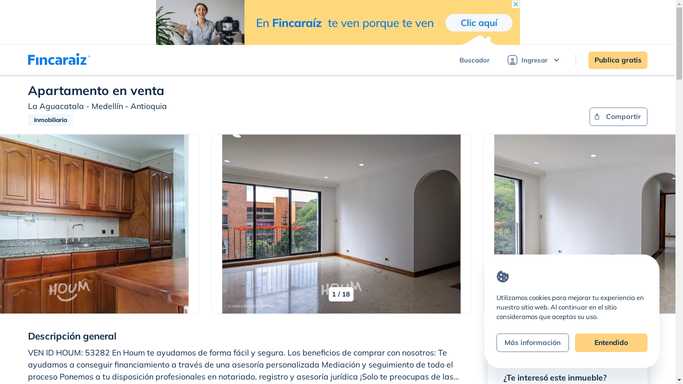 En Fincaraíz te ven porque te ven
Clic aquí
Fincaraiz
Buscador
Ingresar
Publica gratis
Apartamento en venta
La Aguacatala - Medellín - Antioquia
Inmobiliaria
Compartir
HOUM
HOUM
1 / 18
Utilizamos cookies para mejorar tu experiencia en
nuestro sitio web. Al continuar en el sitio
consideramos que aceptas su uso.
Más información
Entendido
Descripción general
VEN ID HOUM: 53282 En Houm te ayudamos de forma fácil y segura. Los beneficios de comprar con nosotros: Te
ayudamos a conseguir financiamiento a través de una asesoría personalizada Mediación y seguimiento de todo el
proceso Ponemos a tu disposición profesionales en notariado, registro y asesoría jurídica ¡Solo te preocupas de las...
¿Te interesó este inmueble?